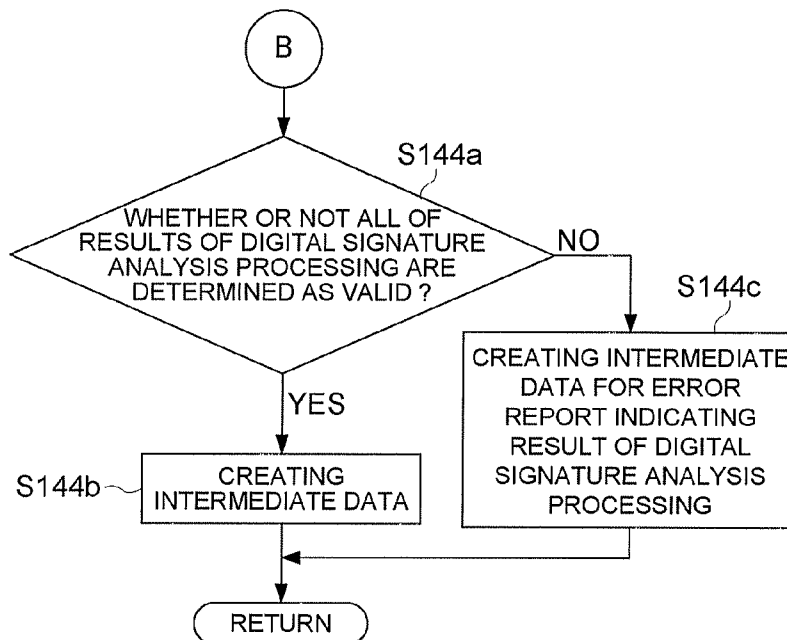 B
S144a
WHETHER OR NOT ALL OF
RESULTS OF DIGITAL SIGNATURE
ANALYSIS PROCESSING ARE
DETERMINED AS VALID ?
NO
S144c
CREATING INTERMEDIATE
DATA FOR ERROR
REPORT INDICATING
RESULT OF DIGITAL
SIGNATURE ANALYSIS
PROCESSING
YES
S144b
CREATING
INTERMEDIATE DATA
RETURN